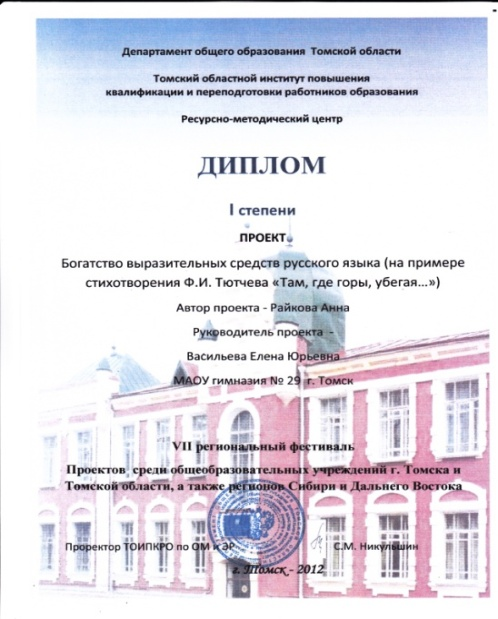 Департамент общего образования Томской области
Томский областной институт повышения
квалификации и переподготовки работников образования
Ресурсно-методический центр
ДИПЛОМ
I степени
ПРОЕКТ
Богатство выразительных средств русского языка (на примере
стихотворения Ф.И. Тютчева «Там, где горы, убегая...»)
Автор проекта - Райкова Анна
Руководитель проекта -
Васильева Елена Юрьевна
МАОУ гимназия № 29 г. Томск
VII региональный фестиваль
Проектов среди общеобразовательных учреждений г. Томска и
Томской области, а также регионов Сибири и Дальнего Востока
Проректор ТОИПКРО по ОМ и ЭР
С.М. Никульшин
г. Томск - 2012